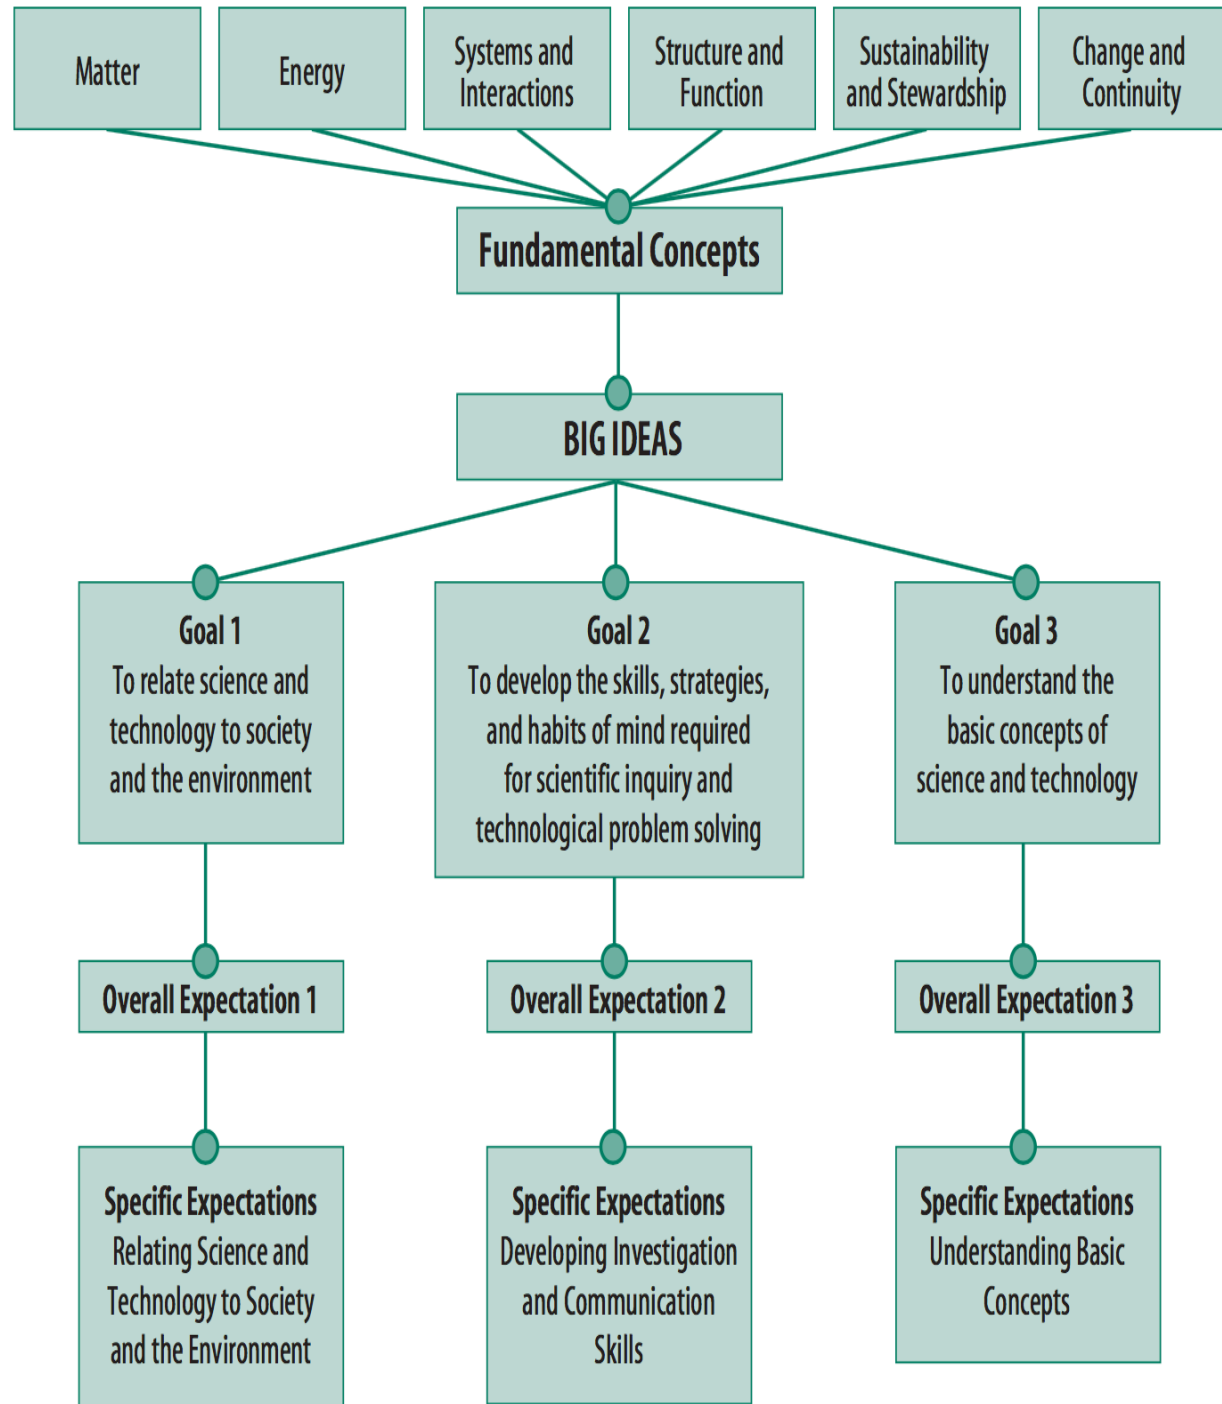 Matter
Energy
Systems and
Interactions
Structure and
Function
Sustainability
and Stewardship
Change and
Continuity
Fundamental Concepts
BIG IDEAS
Goal 1
To relate science and
technology to society
and the environment
Goal 2
To develop the skills, strategies,
and habits of mind required
for scientific inquiry and
technological problem solving
Goal 3
To understand the
basic concepts of
science and technology
Overall Expectation 1
Overall Expectation 2
Overall Expectation 3
Specific Expectations
Relating Science and
Technology to Society
and the Environment
Specific Expectations
Developing Investigation
and Communication
Skills
Specific Expectations
Understanding Basic
Concepts